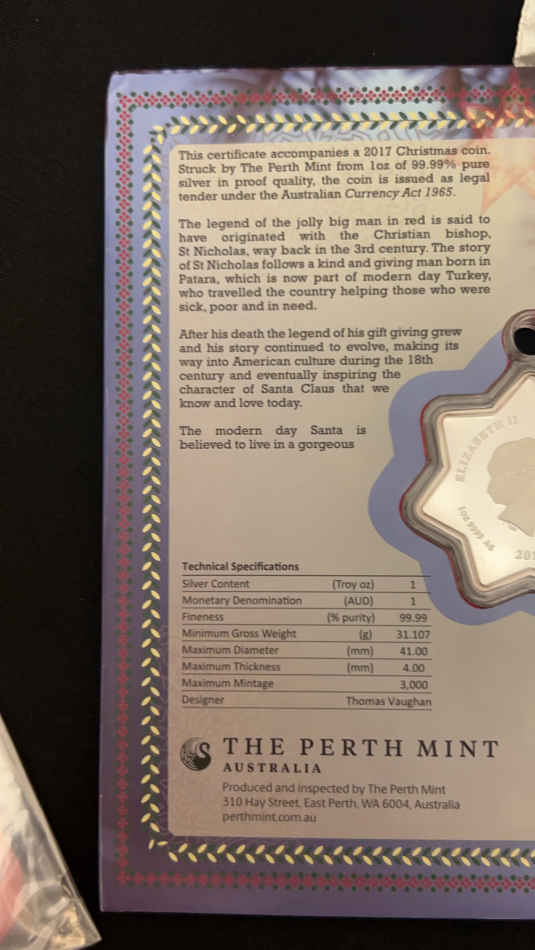 This certificate accompanies a 2017 Christmas coin.
Struck by The Perth Mint from 1oz of 99.99% pure
silver in proof quality, the coin is issued as legal
tender under the Australian Currency Act 1965.
The legend of the jolly big man in red is said to
have originated with the Christian bishop,
St Nicholas, way back in the 3rd century. The story
of St Nicholas follows a kind and giving man born in
Patara, which is now part of modern day Turkey,
who travelled the country helping those who were
sick, poor and in need.
After his death the legend of his gift giving grew
and his story continued to evolve, making its
way into American culture during the 18th
century and eventually inspiring the
character of Santa Claus that we
know and love today.
The modern day Santa is
believed to live in a gorgeous
ELIZABETH II
1oz 9999 AG
201
Technical Specifications
Silver Content (Troy oz) 1
Monetary Denomination (AUD) 1
Fineness (% purity) 99.99
Minimum Gross Weight (g) 31.107
Maximum Diameter (mm) 41.00
Maximum Thickness (mm) 4.00
Maximum Mintage 3,000
Designer Thomas Vaughan
THE PERTH MINT
AUSTRALIA
Produced and inspected by The Perth Mint
310 Hay Street, East Perth, WA 6004, Australia
perthmint.com.au